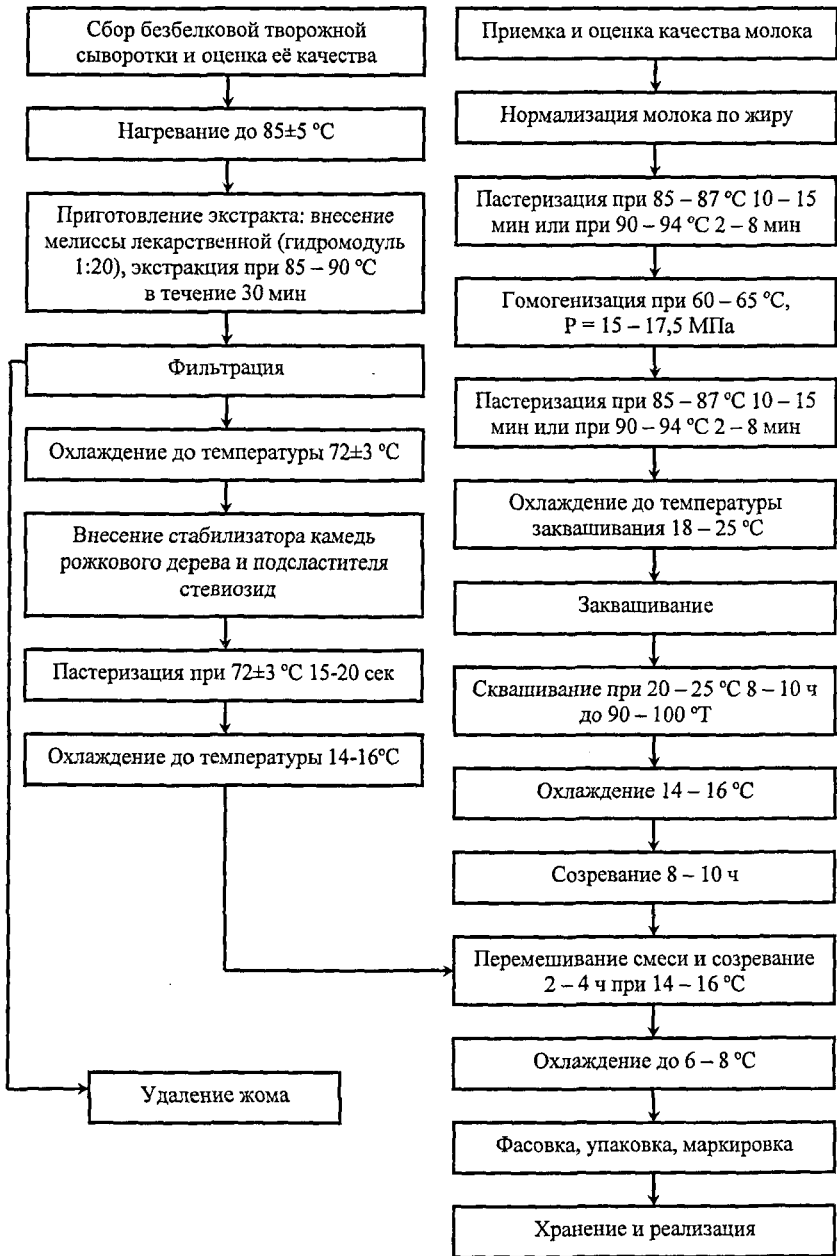 Сбор безбелковой творожной
сыворотки и оценка её качества
Нагревание до 85±5 °С
Приготовление экстракта: внесение
мелиссы лекарственной (гидромодуль
1:20), экстракция при 85 – 90 °С
в течение 30 мин
Фильтрация
Охлаждение до температуры 72±3 °С
Внесение стабилизатора камедь
рожкового дерева и подсластителя
стевиозид
Пастеризация при 72±3 °С 15-20 сек
Охлаждение до температуры 14-16°С
Удаление жома
Приемка и оценка качества молока
Нормализация молока по жиру
Пастеризация при 85 – 87 °С 10 – 15
мин или при 90 – 94 °С 2 – 8 мин
Гомогенизация при 60 – 65 °С,
Р = 15 – 17,5 МПа
Пастеризация при 85 – 87 °С 10 – 15
мин или при 90 – 94 °С 2 – 8 мин
Охлаждение до температуры
заквашивания 18 – 25 °С
Заквашивание
Сквашивание при 20 – 25 °С 8 – 10 ч
до 90 – 100 °Т
Охлаждение 14 – 16 °С
Созревание 8 – 10 ч
Перемешивание смеси и созревание
2 – 4 ч при 14 – 16 °С
Охлаждение до 6 – 8 °С
Фасовка, упаковка, маркировка
Хранение и реализация